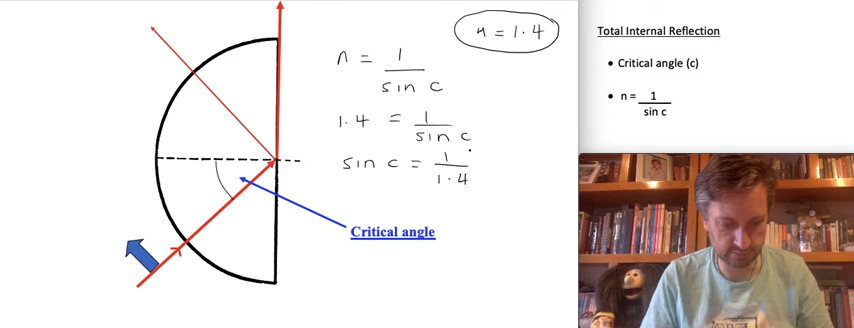 n = 1.4
n = 1
sin c
1.4 = 1
sin c
sin c = 1
1.4
Critical angle
Total Internal Reflection
• Critical angle (c)
• n = 1
sin c